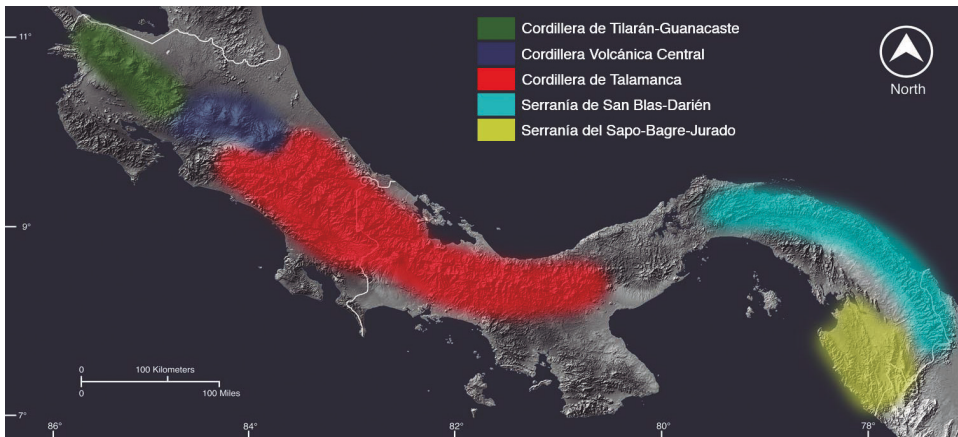 11°
Cordillera de Tilarán-Guanacaste
Cordillera Volcánica Central
Cordillera de Talamanca
Serranía de San Blas-Darién
Serranía del Sapo-Bagre-Jurado
North
9°
0 100 Kilometers
0 100 Miles
7°
86° 84° 82° 80° 78°